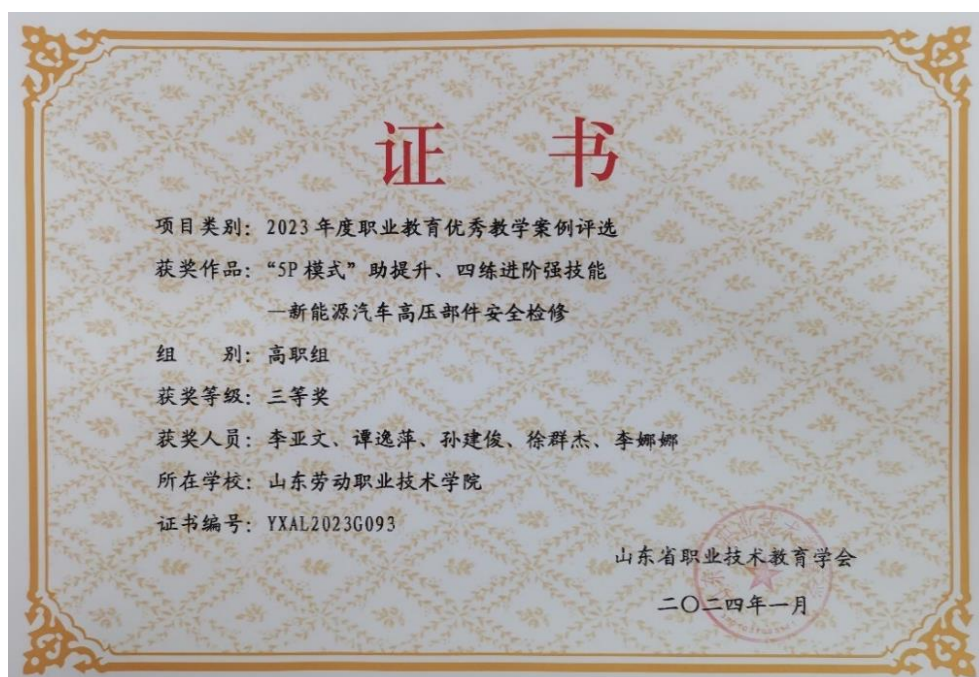 证 书
项目类别：2023年度职业教育优秀教学案例评选
获奖作品：“5P模式”助提升、四练进阶强技能
—新能源汽车高压部件安全检修
组 别：高职组
获奖等级：三等奖
获奖人员：李亚文、谭逸萍、孙建俊、徐群杰、李娜娜
所在学校：山东劳动职业技术学院
证书编号：YXAL2023G093
山东省职业技术教育学会
二〇二四年一月